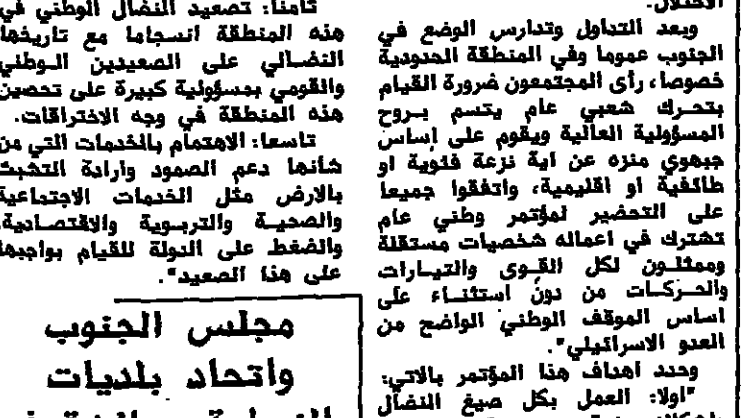 الاحتلال.
وبعد التداول وتدارس الوضع في
الجنوب عموما وفي المنطقة الحدودية
خصوصا، رأى المجتمعون ضرورة القيام
بتحرك شعبي عام يتسم بروح
المسؤولية العالية ويقوم على اساس
جبهوي منزه عن اية نزعة فئوية او
طائفية او اقليمية، واتفقوا جميعا
على التحضير لمؤتمر وطني عام
تشترك في اعماله شخصيات مستقلة
وممثلون لكل القوى والتيارات
والحركات من دون استثناء على
اساس الموقف الوطني الواضح من
العدو الاسرائيلي".
وحدد اهداف هذا المؤتمر بالاتي:
"اولا: العمل بكل صيغ النضال
ثامنا: تصعيد النضال الوطني في
هذه المنطقة انسجاما مع تاريخها
النضالي على الصعيدين الوطني
والقومي بمسؤولية كبيرة على تحصين
هذه المنطقة في وجه الاختراقات.
تاسعا: الاهتمام بالخدمات التي من
شأنها دعم الصمود وارادة التشبث
بالارض مثل الخدمات الاجتماعية
والصحية والتربوية والاقتصادية،
والضغط على الدولة للقيام بواجبها
على هذا الصعيد".
مجلس الجنوب
واتحاد بلديات